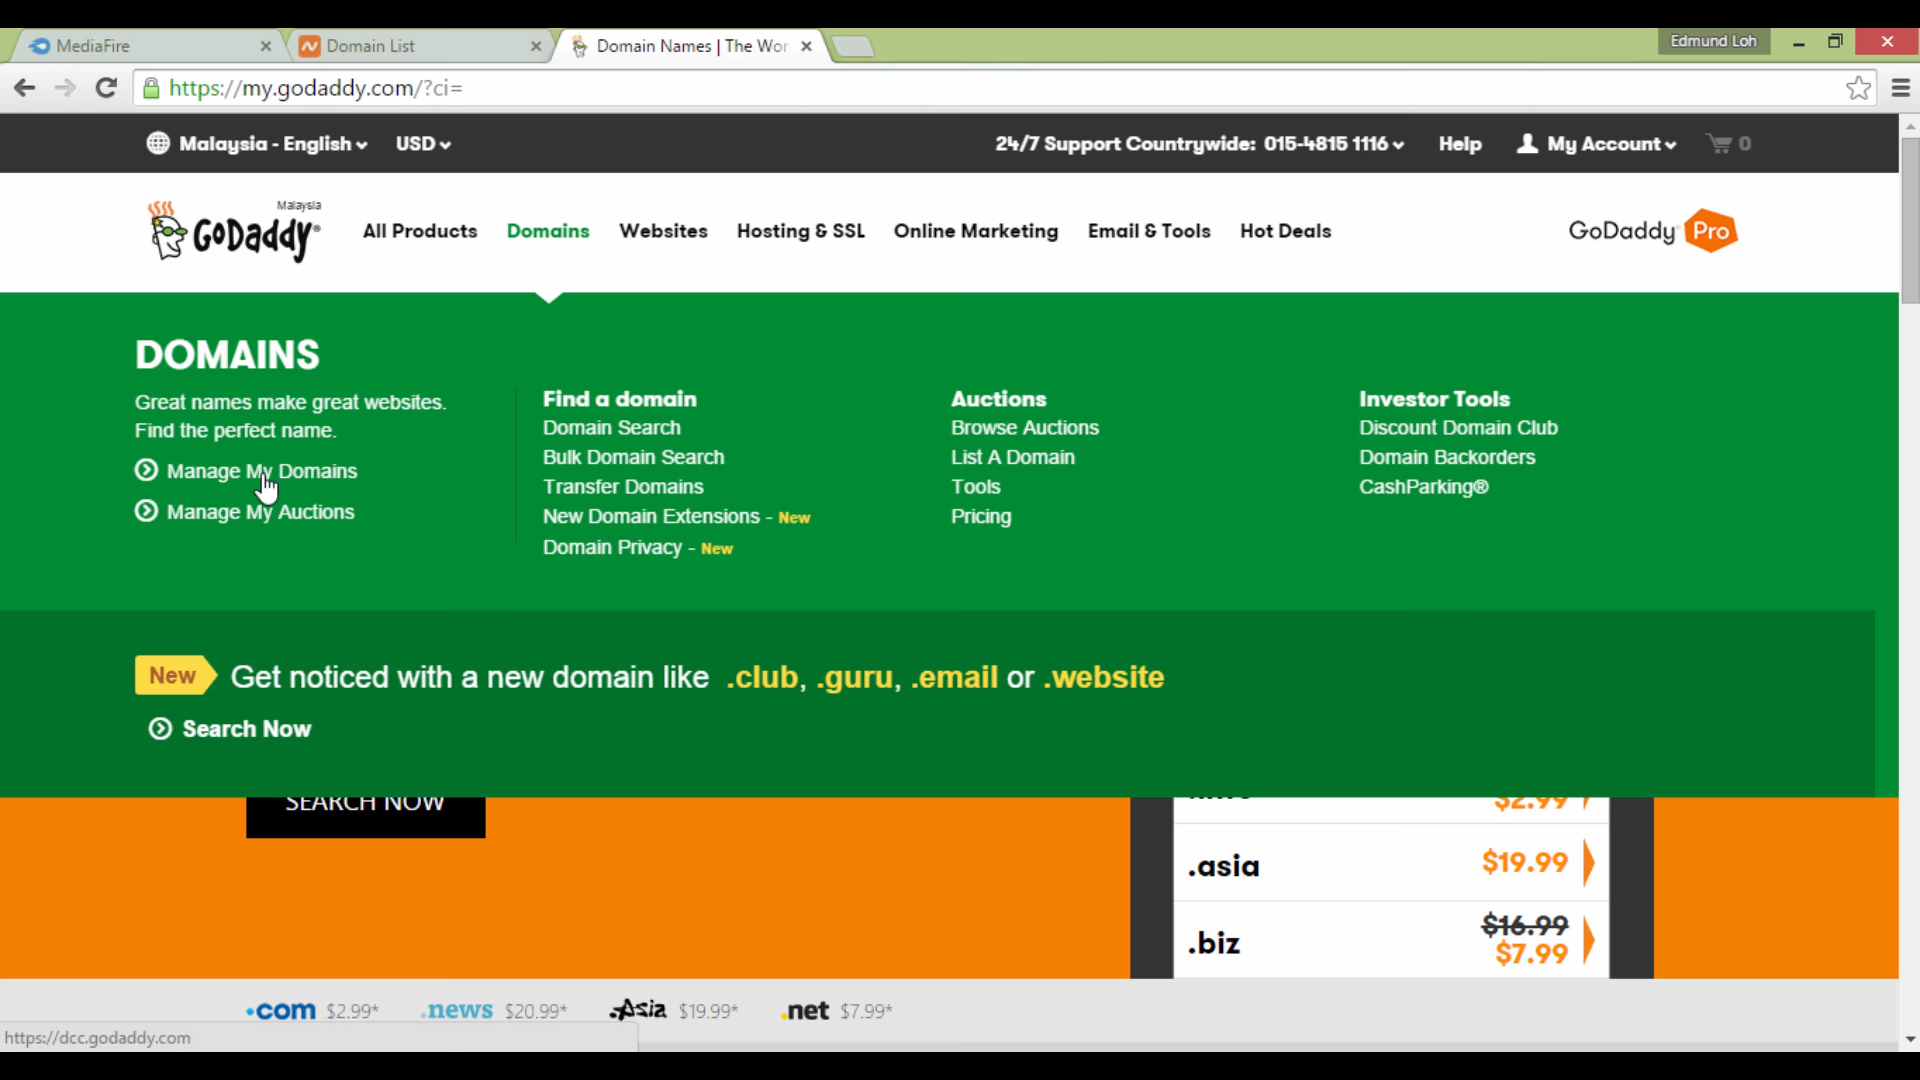 MediaFire
Domain List
Domain Names | The Wor
Edmund Loh
https://my.godaddy.com/?ci=
Malaysia - English
USD
24/7 Support Countrywide: 015-4815 1116
Help
My Account
0
Malaysia
GoDaddy®
All Products
Domains
Websites
Hosting & SSL
Online Marketing
Email & Tools
Hot Deals
GoDaddy Pro
DOMAINS
Great names make great websites.
Find the perfect name.
Manage My Domains
Manage My Auctions
Find a domain
Domain Search
Bulk Domain Search
Transfer Domains
New Domain Extensions - New
Domain Privacy - New
Auctions
Browse Auctions
List A Domain
Tools
Pricing
Investor Tools
Discount Domain Club
Domain Backorders
CashParking®
New Get noticed with a new domain like .club, .guru, .email or .website
Search Now
SEARCH NOW
$2.99
.asia $19.99
$16.99
.biz
$7.99
.com $2.99* .news $20.99* .Asia $19.99* .net $7.99*
https://dcc.godaddy.com